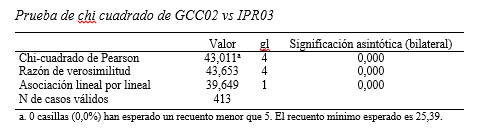 Prueba de chi cuadrado de GCC02 vs IPR03
Valor gl Significación asintótica (bilateral)
Chi-cuadrado de Pearson 43,011ª 4 0,000
Razón de verosimilitud 43,653 4 0,000
Asociación lineal por lineal 39,649 1 0,000
N de casos válidos 413
a. 0 casillas (0,0%) han esperado un recuento menor que 5. El recuento mínimo esperado es 25,39.